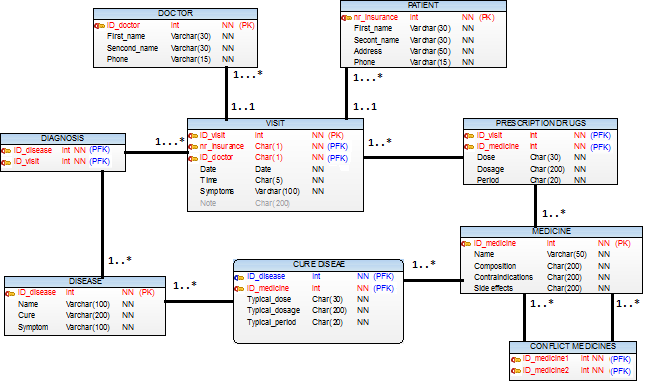 DOCTOR
ID_doctor Int NN (PK)
First_name Varchar(30) NN
Sencond_name Varchar(30) NN
Phone Varchar(15) NN
PATIENT
nr_insurance Int NN (PK)
First_name Varchar(30) NN
Secont_name Varchar(30) NN
Address Varchar(50) NN
Phone Varchar(15) NN
1...*
1...*
1..1
1..1
VISIT
ID_visit Int NN (PK)
nr_insurance Char(1) NN (PFK)
ID_doctor Char(1) NN (PFK)
Date Date NN
Time Char(5) NN
Symptoms Varchar(100) NN
Note Char(200)
PRESCRIPTION DRUGS
ID_visit Int NN (PFK)
ID_medicine Int NN (PFK)
Dose Char(30) NN
Dosage Char(200) NN
Period Char(20) NN
DIAGNOSIS
ID_disease Int NN (PFK)
ID_visit Int NN (PFK)
1...*
1..*
1..*
1..*
MEDICINE
ID_medicine Int NN (PK)
Name Varchar(50) NN
Composition Char(200) NN
Contraindications Char(200) NN
Side effects Char(200) NN
DISEASE
ID_disease Int NN (PK)
Name Varchar(100) NN
Cure Varchar(200) NN
Symptom Varchar(100) NN
CURE DISEAE
ID_disease Int NN (PFK)
ID_medicine Int NN (PFK)
Typical_dose Char(30) NN
Typical_dosage Char(200) NN
Typical_period Char(20) NN
1..*
1..*
1..*
1..*
CONFLICT MEDICINES
ID_medicine1 Int NN (PFK)
ID_medicine2 Int NN (PFK)